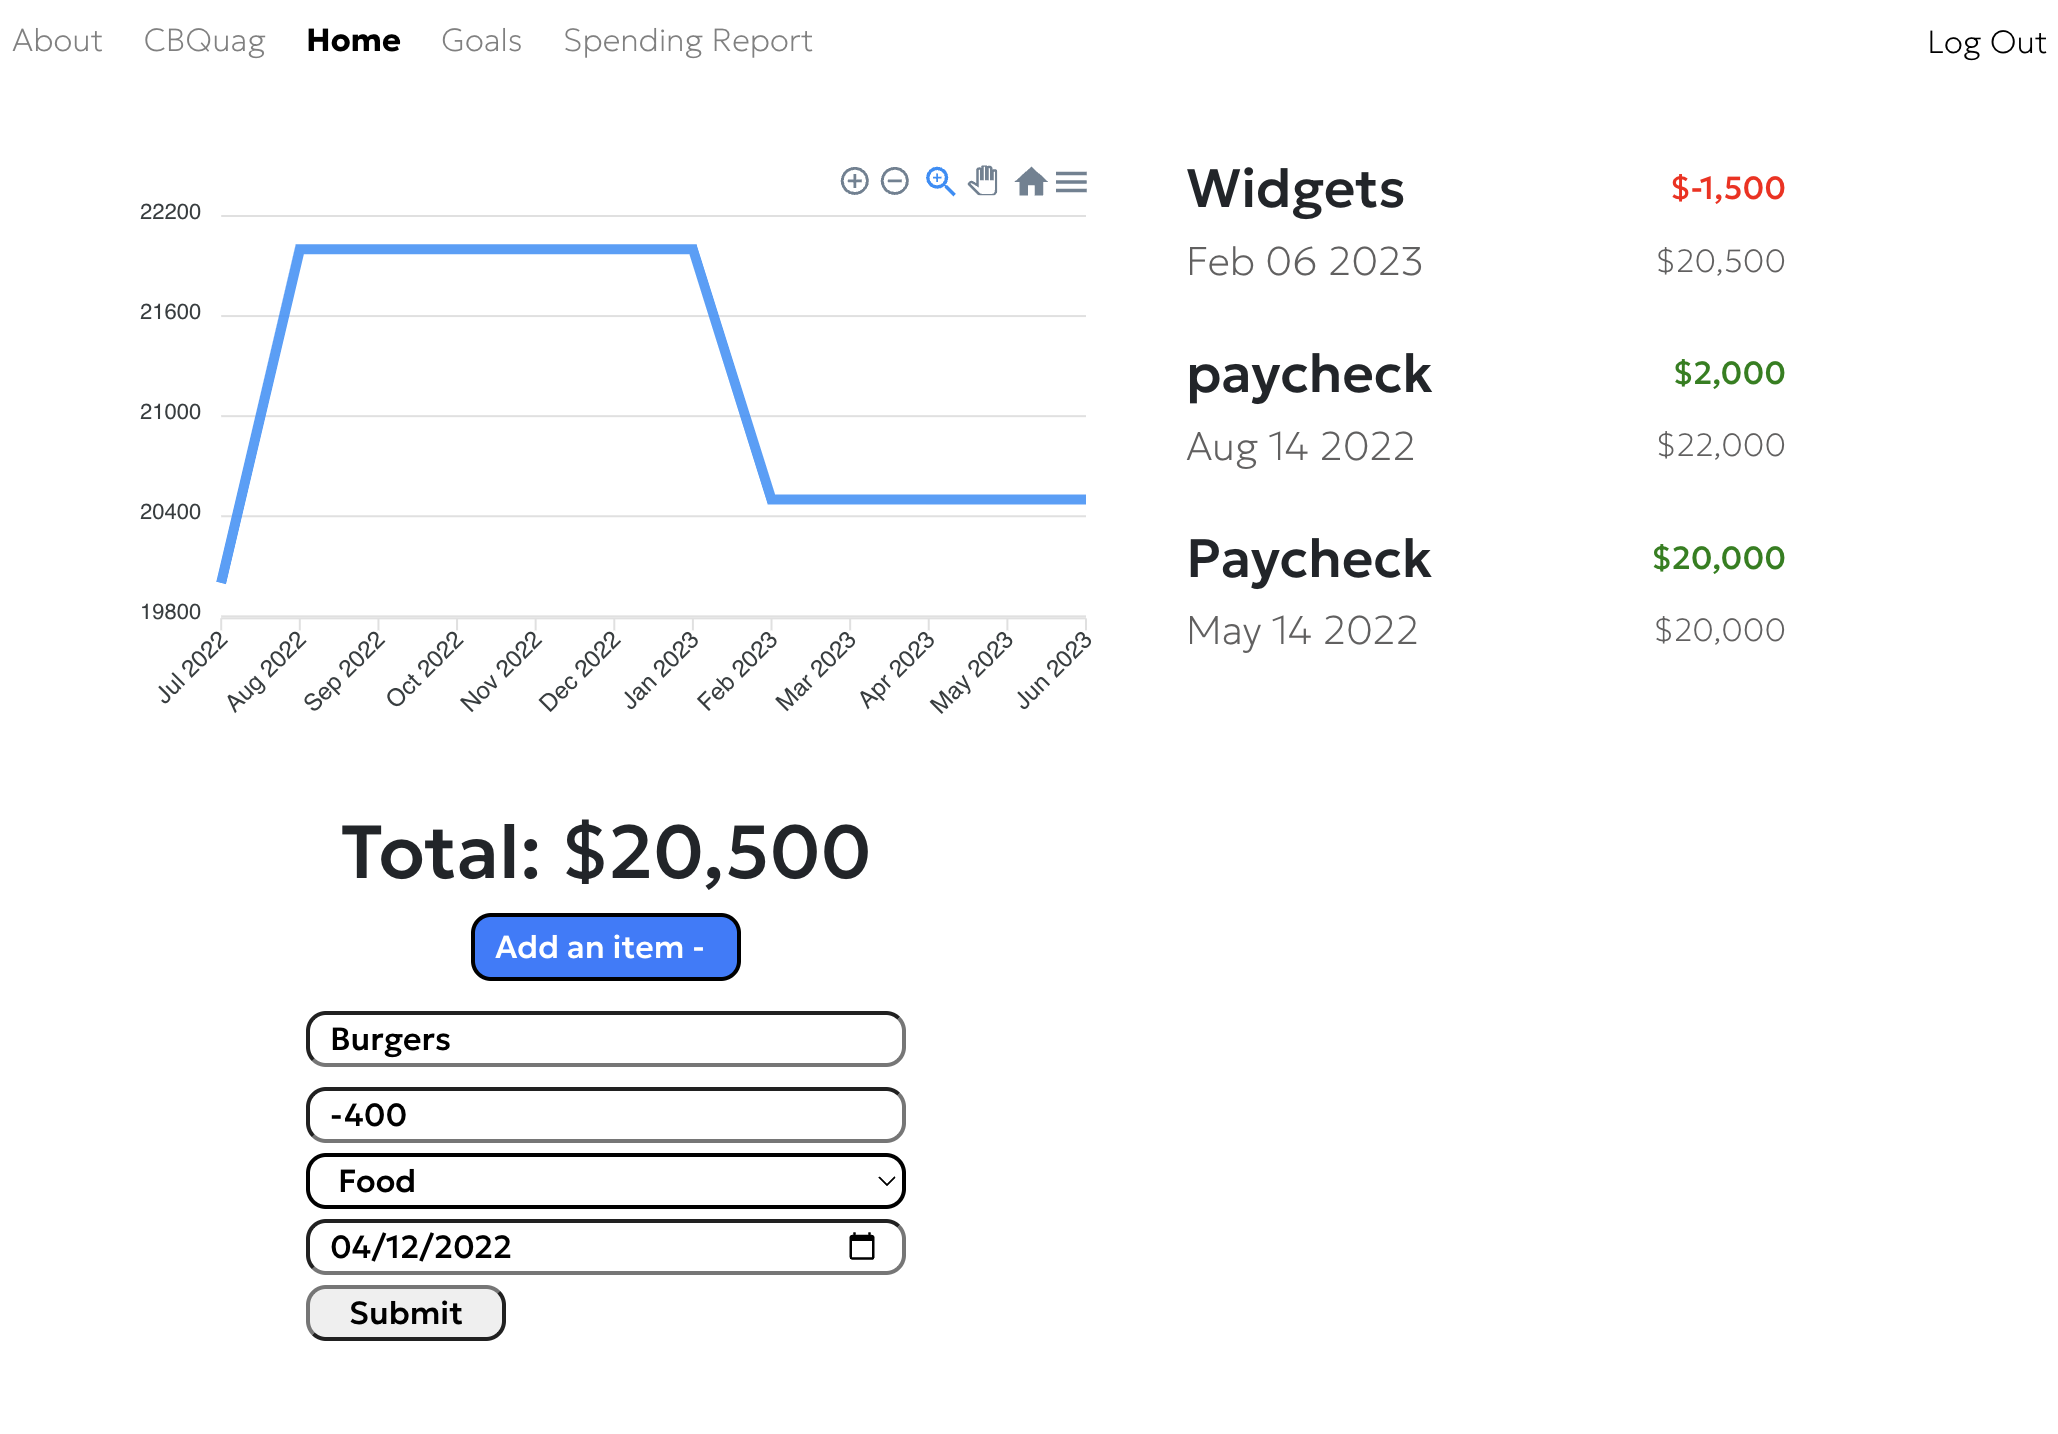 About CBQuag Home Goals Spending Report Log Out
22200
21600
21000
20400
19800
Jul 2022 Aug 2022 Sep 2022 Oct 2022 Nov 2022 Dec 2022 Jan 2023 Feb 2023 Mar 2023 Apr 2023 May 2023 Jun 2023
Widgets $-1,500
Feb 06 2023 $20,500
paycheck $2,000
Aug 14 2022 $22,000
Paycheck $20,000
May 14 2022 $20,000
Total: $20,500
Add an item -
Burgers
-400
Food
04/12/2022
Submit